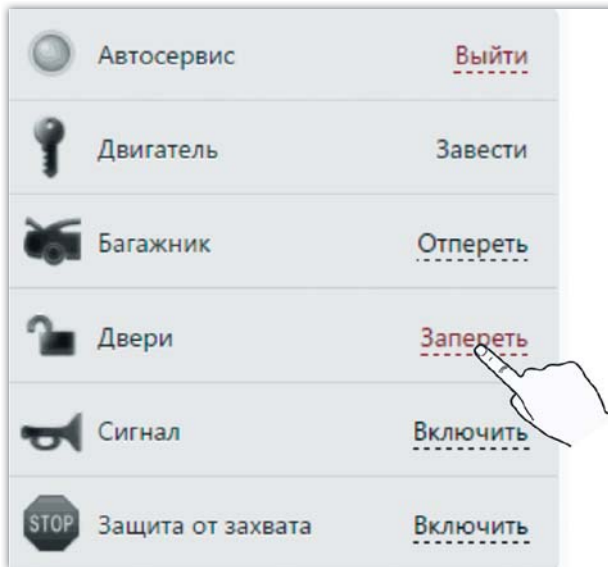 Автосервис Выйти
Двигатель Завести
Багажник Отпереть
Двери Запереть
Сигнал Включить
STOP Защита от захвата Включить